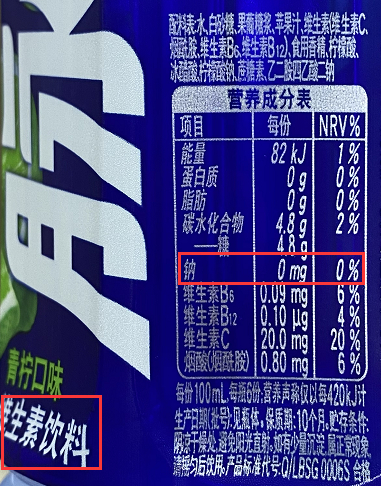 配料表:水、白砂糖、果葡糖浆、苹果汁、维生素(维生素C、
烟酰胺、维生素B6、维生素B12)、食用香精、柠檬酸、
冰醋酸、柠檬酸钠、蔗糖素、乙二胺四乙酸二钠
营养成分表
项目 每份 NRV%
能量 82 kJ 1%
蛋白质 0 g 0%
脂肪 0 g 0%
碳水化合物 4.8 g 2%
——糖 4.8 g
钠 0 mg 0%
维生素B6 0.09 mg 6%
维生素B12 0.10 μg 4%
维生素C 20.0 mg 20%
烟酸(烟酰胺) 0.80 mg 6%
每份100mL,每瓶6份;营养声称仅以每420kJ计
生产日期(批号):见瓶体。保质期:10个月。贮存条件:
阴凉干燥处,避免阳光直射,如有少量沉淀,属正常现象,
请摇匀后饮用。产品标准代号:Q/LBSG 0006S 合格
青柠口味
维生素饮料